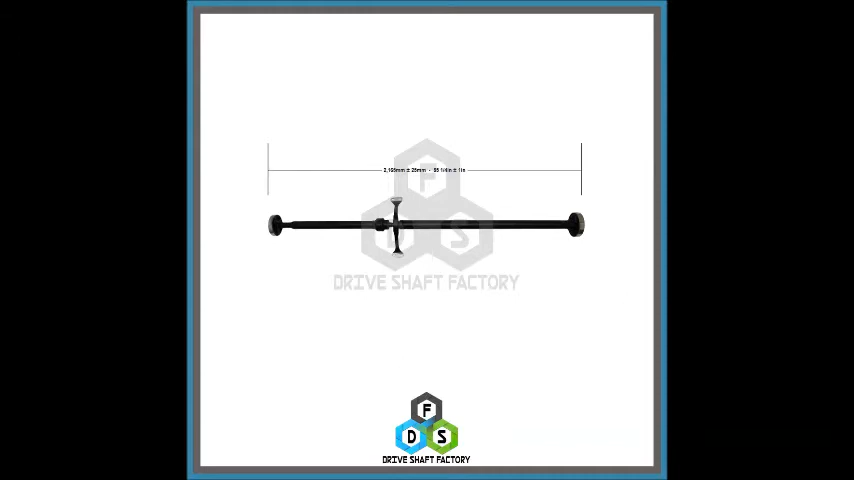 F
2,165mm ± 25mm - 85 1/4in ± 1in
D S
DRIVE SHAFT FACTORY
F
D S
DRIVE SHAFT FACTORY